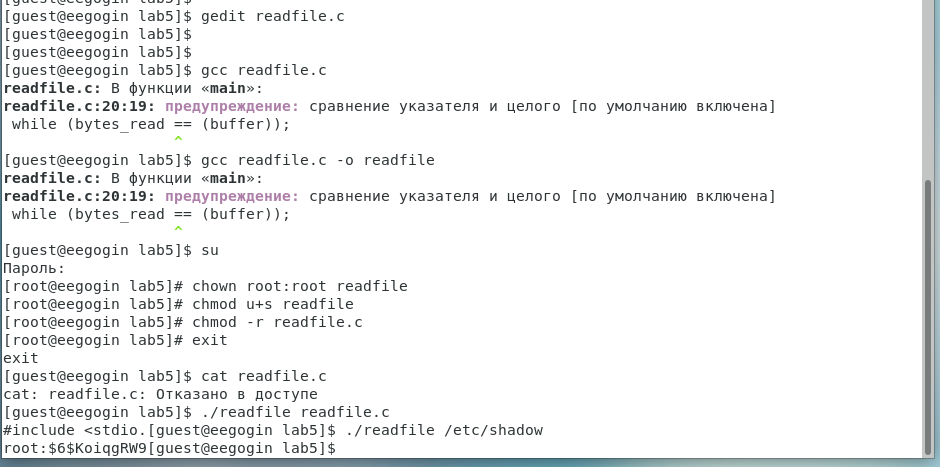 [guest@eegogin lab5]$
[guest@eegogin lab5]$ gedit readfile.c
[guest@eegogin lab5]$
[guest@eegogin lab5]$
[guest@eegogin lab5]$ gcc readfile.c
readfile.c: В функции «main»:
readfile.c:20:19: предупреждение: сравнение указателя и целого [по умолчанию включена]
 while (bytes_read == (buffer));
                   ^
[guest@eegogin lab5]$ gcc readfile.c -o readfile
readfile.c: В функции «main»:
readfile.c:20:19: предупреждение: сравнение указателя и целого [по умолчанию включена]
 while (bytes_read == (buffer));
                   ^
[guest@eegogin lab5]$ su
Пароль:
[root@eegogin lab5]# chown root:root readfile
[root@eegogin lab5]# chmod u+s readfile
[root@eegogin lab5]# chmod -r readfile.c
[root@eegogin lab5]# exit
exit
[guest@eegogin lab5]$ cat readfile.c
cat: readfile.c: Отказано в доступе
[guest@eegogin lab5]$ ./readfile readfile.c
#include <stdio.[guest@eegogin lab5]$ ./readfile /etc/shadow
root:$6$KoiqgRW9[guest@eegogin lab5]$